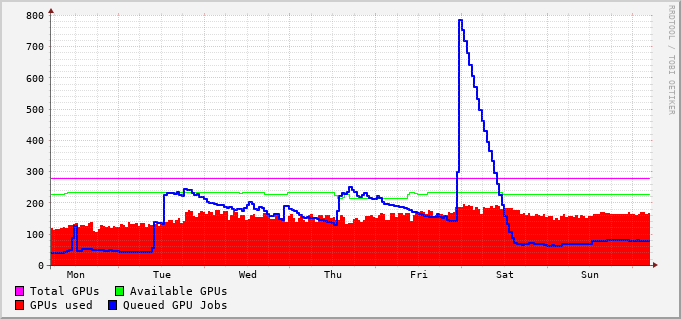 800
700
600
500
400
300
200
100
0
Mon Tue Wed Thu Fri Sat Sun
Total GPUs Available GPUs
GPUs used Queued GPU Jobs
RRDTOOL / TOBI OETIKER